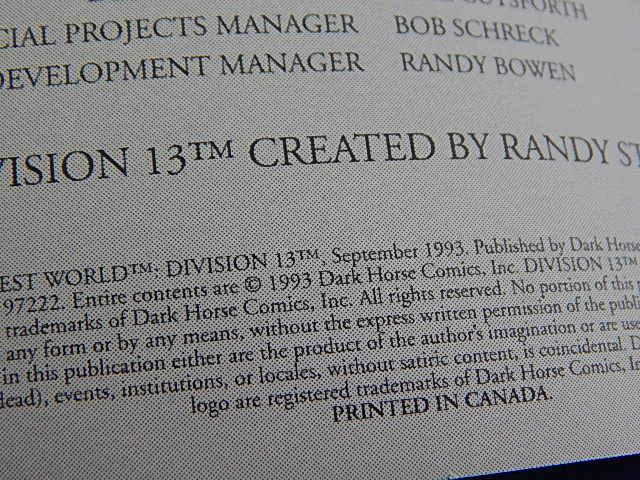 CIAL PROJECTS MANAGER BOB SCHRECK
DEVELOPMENT MANAGER RANDY BOWEN
VISION 13™ CREATED BY RANDY ST
EST WORLD™: DIVISION 13™, September 1993. Published by Dark Horse
97222. Entire contents are © 1993 Dark Horse Comics, Inc. DIVISION 13™
trademarks of Dark Horse Comics, Inc. All rights reserved. No portion of this
any form or by any means, without the express written permission of the publi
in this publication either are the product of the author's imagination or are use
dead), events, institutions, or locales, without satiric content, is coincidental. D
logo are registered trademarks of Dark Horse Comics, In
PRINTED IN CANADA.